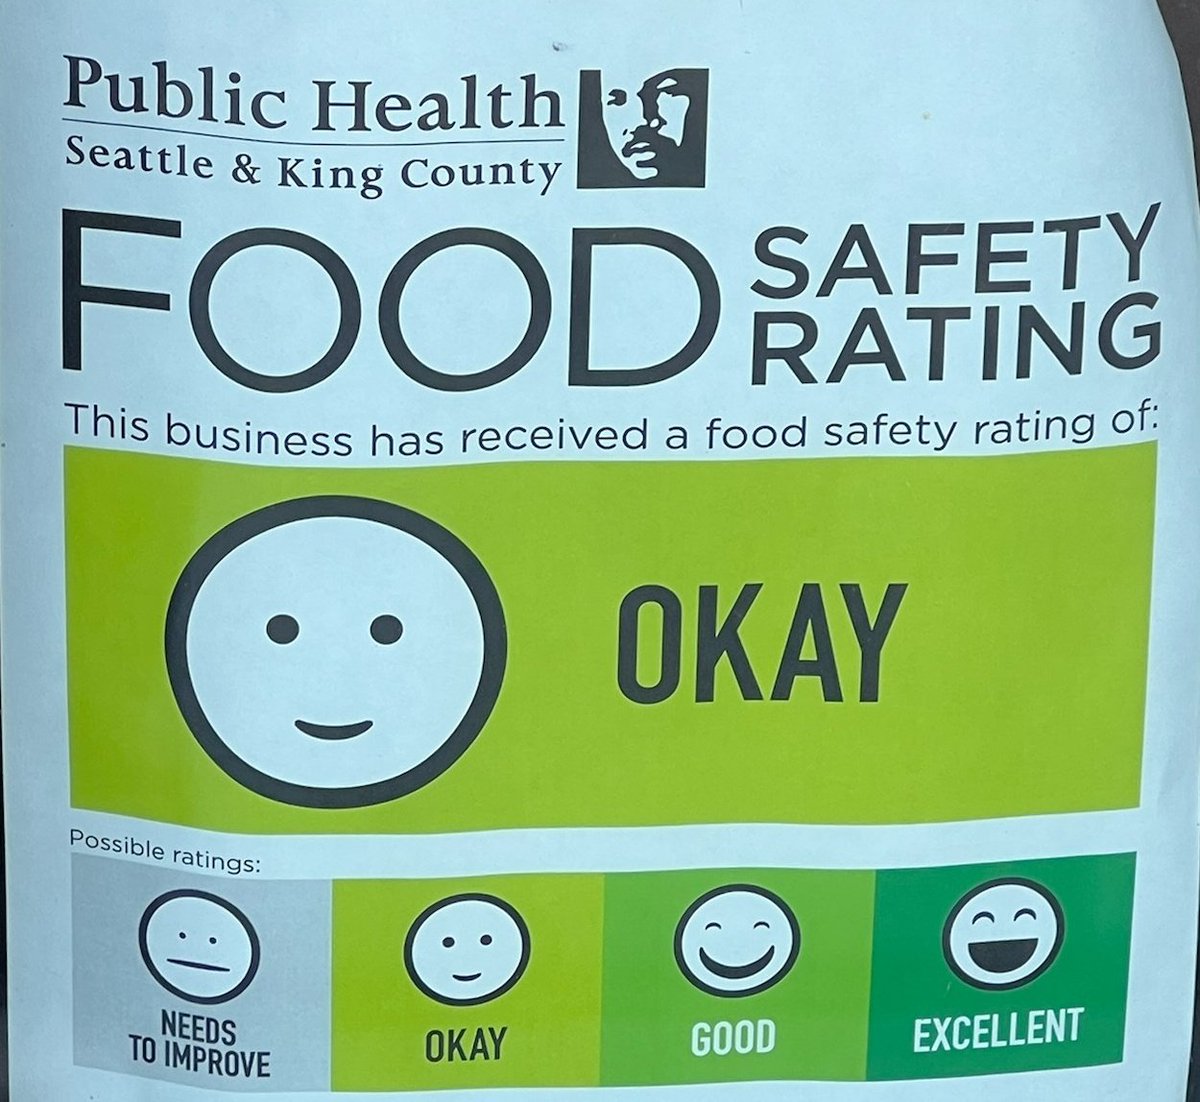 Public Health
Seattle & King County
FOOD SAFETY RATING
This business has received a food safety rating of:
OKAY
Possible ratings:
NEEDS
TO IMPROVE
OKAY
GOOD
EXCELLENT